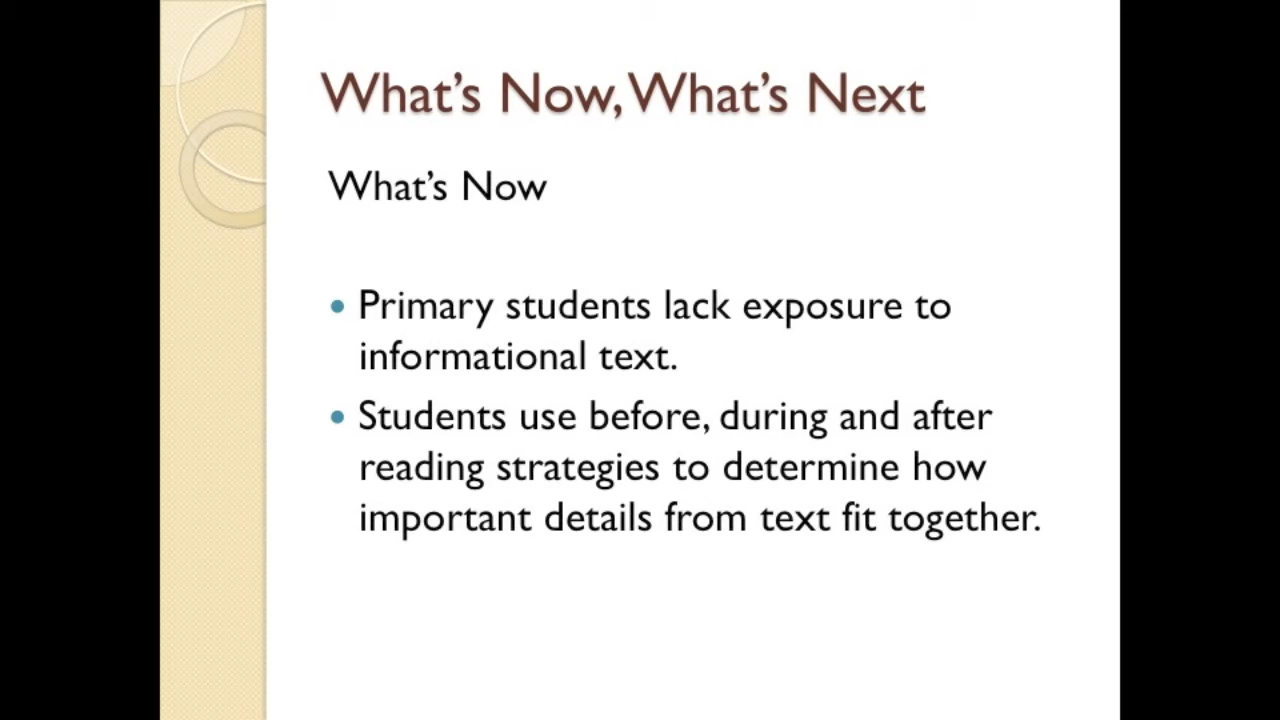 What's Now, What's Next
What's Now
• Primary students lack exposure to
informational text.
• Students use before, during and after
reading strategies to determine how
important details from text fit together.